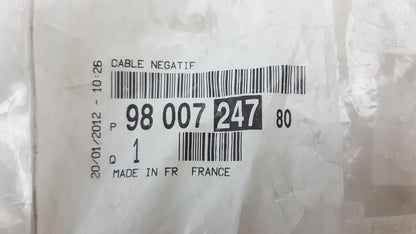 CABLE NEGATIF
20/01/2012 - 10:26
P 98 007 247 80
Q 1
MADE IN FR FRANCE